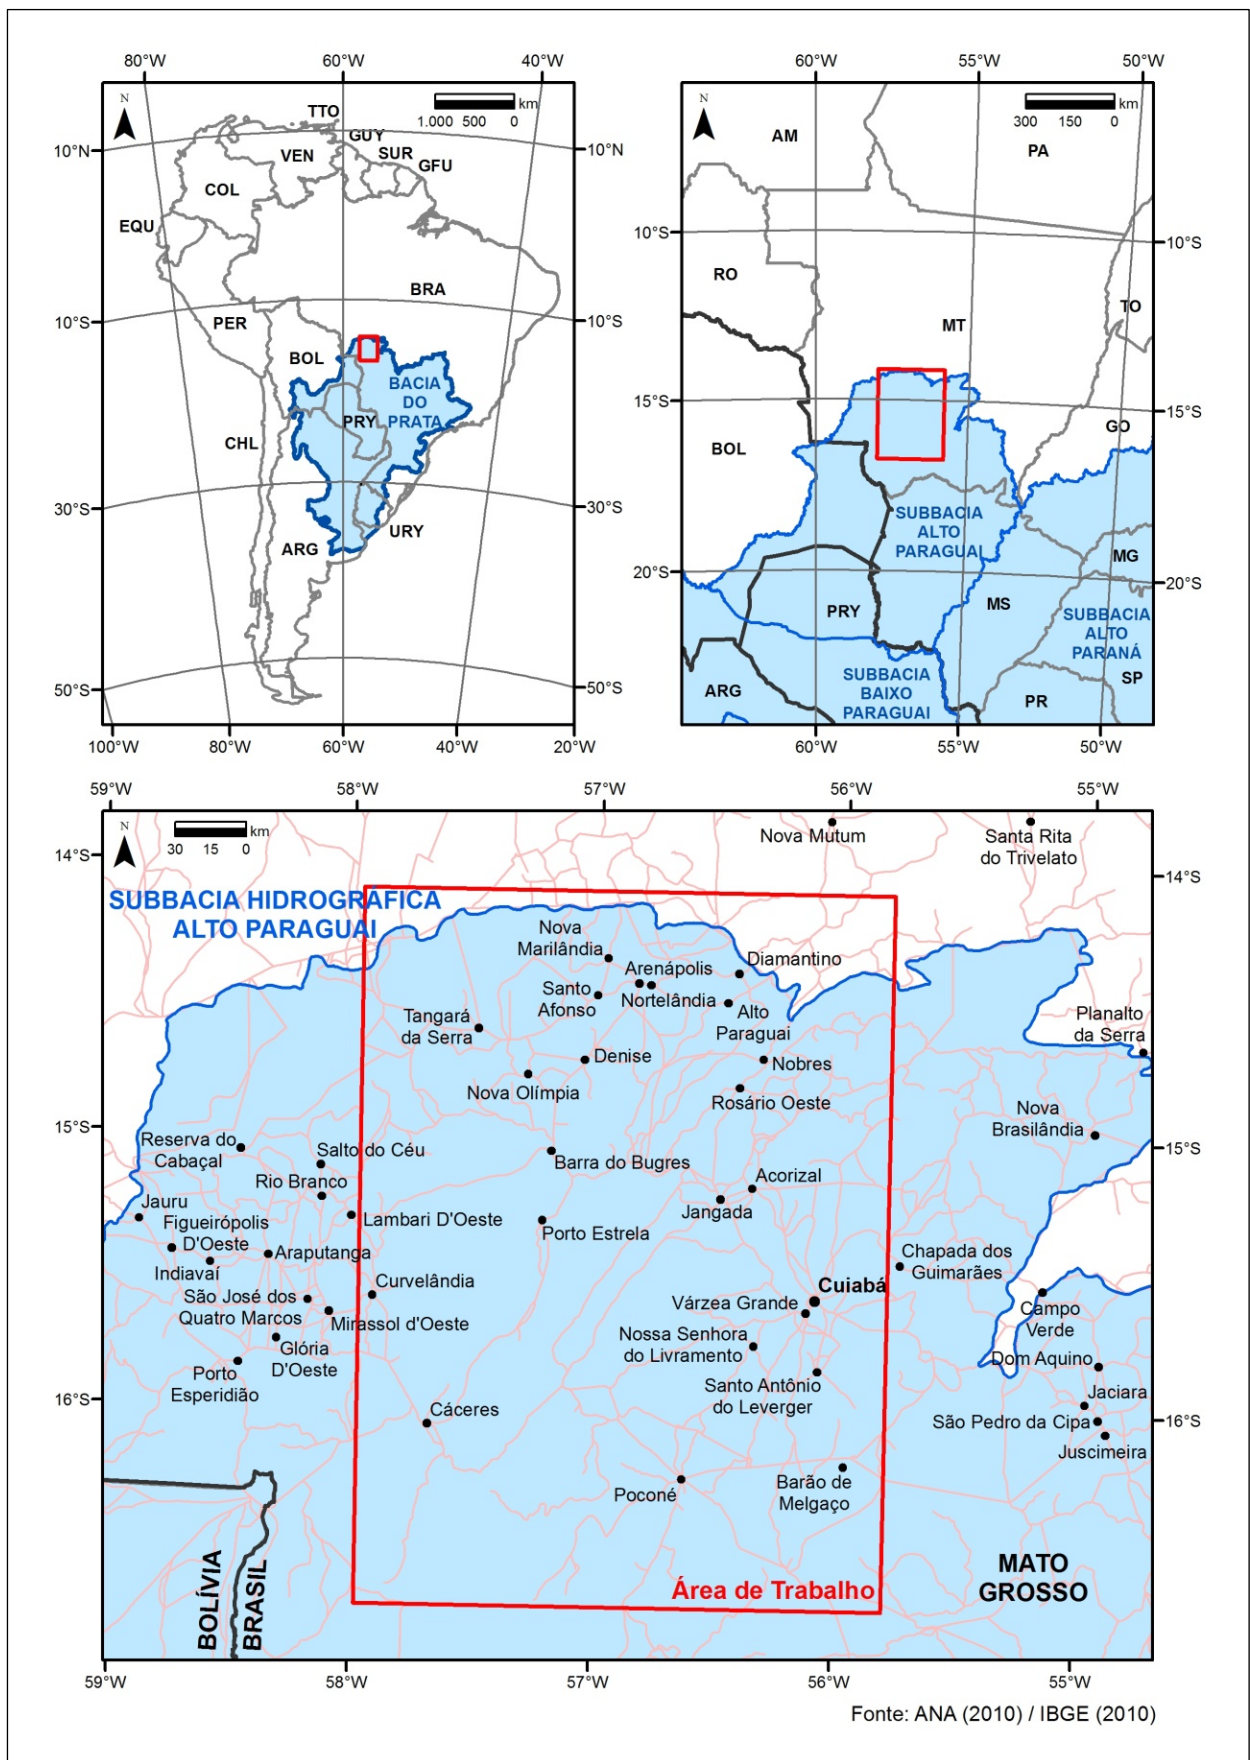 80°W
60°W
40°W
N
1.000 500 0 km
10°N
10°N
TTO
GUY
VEN
SUR
GFU
COL
EQU
BRA
10°S
10°S
PER
BOL
BACIA
DO
PRATA
PRY
CHL
30°S
30°S
ARG
URY
50°S
50°S
100°W
80°W
60°W
40°W
20°W
60°W
55°W
50°W
N
300 150 0 km
AM
PA
10°S
10°S
RO
MT
TO
15°S
15°S
BOL
GO
SUBBACIA
ALTO
PARAGUAI
MG
20°S
20°S
PRY
MS
SUBBACIA
ALTO
PARANÁ
SUBBACIA
BAIXO
PARAGUAI
ARG
PR
SP
60°W
55°W
50°W
59°W
58°W
57°W
56°W
55°W
N
30 15 0 km
Nova Mutum
Santa Rita
do Trivelato
14°S
14°S
SUBBACIA HIDROGRAFICA
ALTO PARAGUAI
Nova
Marilândia
Arenápolis
Diamantino
Santo
Afonso
Nortelândia
Alto
Paraguai
Tangará
da Serra
Planalto
da Serra
Denise
Nobres
Nova Olímpia
Rosário Oeste
Nova
Brasilândia
15°S
15°S
Reserva do
Cabaçal
Salto do Céu
Rio Branco
Barra do Bugres
Acorizal
Jauru
Jangada
Figueirópolis
D'Oeste
Lambari D'Oeste
Porto Estrela
Araputanga
Indiavaí
Chapada dos
Guimarães
Curvelândia
Cuiabá
São José dos
Quatro Marcos
Várzea Grande
Mirassol d'Oeste
Campo
Verde
Nossa Senhora
do Livramento
Glória
D'Oeste
Dom Aquino
Porto
Esperidião
Santo Antônio
do Leverger
Jaciara
16°S
16°S
Cáceres
São Pedro da Cipa
Juscimeira
Poconé
Barão de
Melgaço
BOLÍVIA
BRASIL
Área de Trabalho
MATO
GROSSO
59°W
58°W
57°W
56°W
55°W
Fonte: ANA (2010) / IBGE (2010)